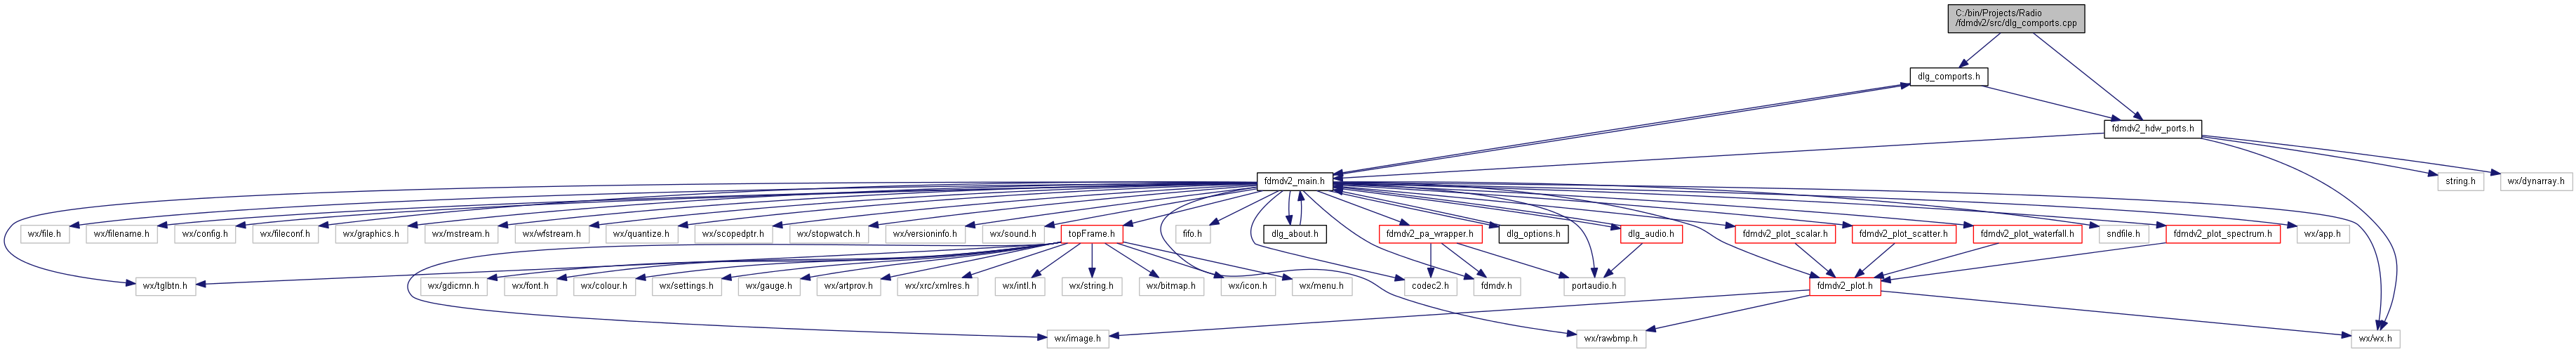 C:/bin/Projects/Radio
/fdmdv2/src/dlg_comports.cpp
dlg_comports.h
fdmdv2_hdw_ports.h
fdmdv2_main.h
string.h
wx/dynarray.h
wx/file.h
wx/filename.h
wx/config.h
wx/fileconf.h
wx/graphics.h
wx/mstream.h
wx/wfstream.h
wx/quantize.h
wx/scopedptr.h
wx/stopwatch.h
wx/versioninfo.h
wx/sound.h
topFrame.h
fifo.h
dlg_about.h
fdmdv2_pa_wrapper.h
dlg_options.h
dlg_audio.h
fdmdv2_plot_scalar.h
fdmdv2_plot_scatter.h
fdmdv2_plot_waterfall.h
sndfile.h
fdmdv2_plot_spectrum.h
wx/app.h
wx/tglbtn.h
wx/gdicmn.h
wx/font.h
wx/colour.h
wx/settings.h
wx/gauge.h
wx/artprov.h
wx/xrc/xmlres.h
wx/intl.h
wx/string.h
wx/bitmap.h
wx/icon.h
wx/menu.h
codec2.h
fdmdv.h
portaudio.h
fdmdv2_plot.h
wx/image.h
wx/rawbmp.h
wx/wx.h